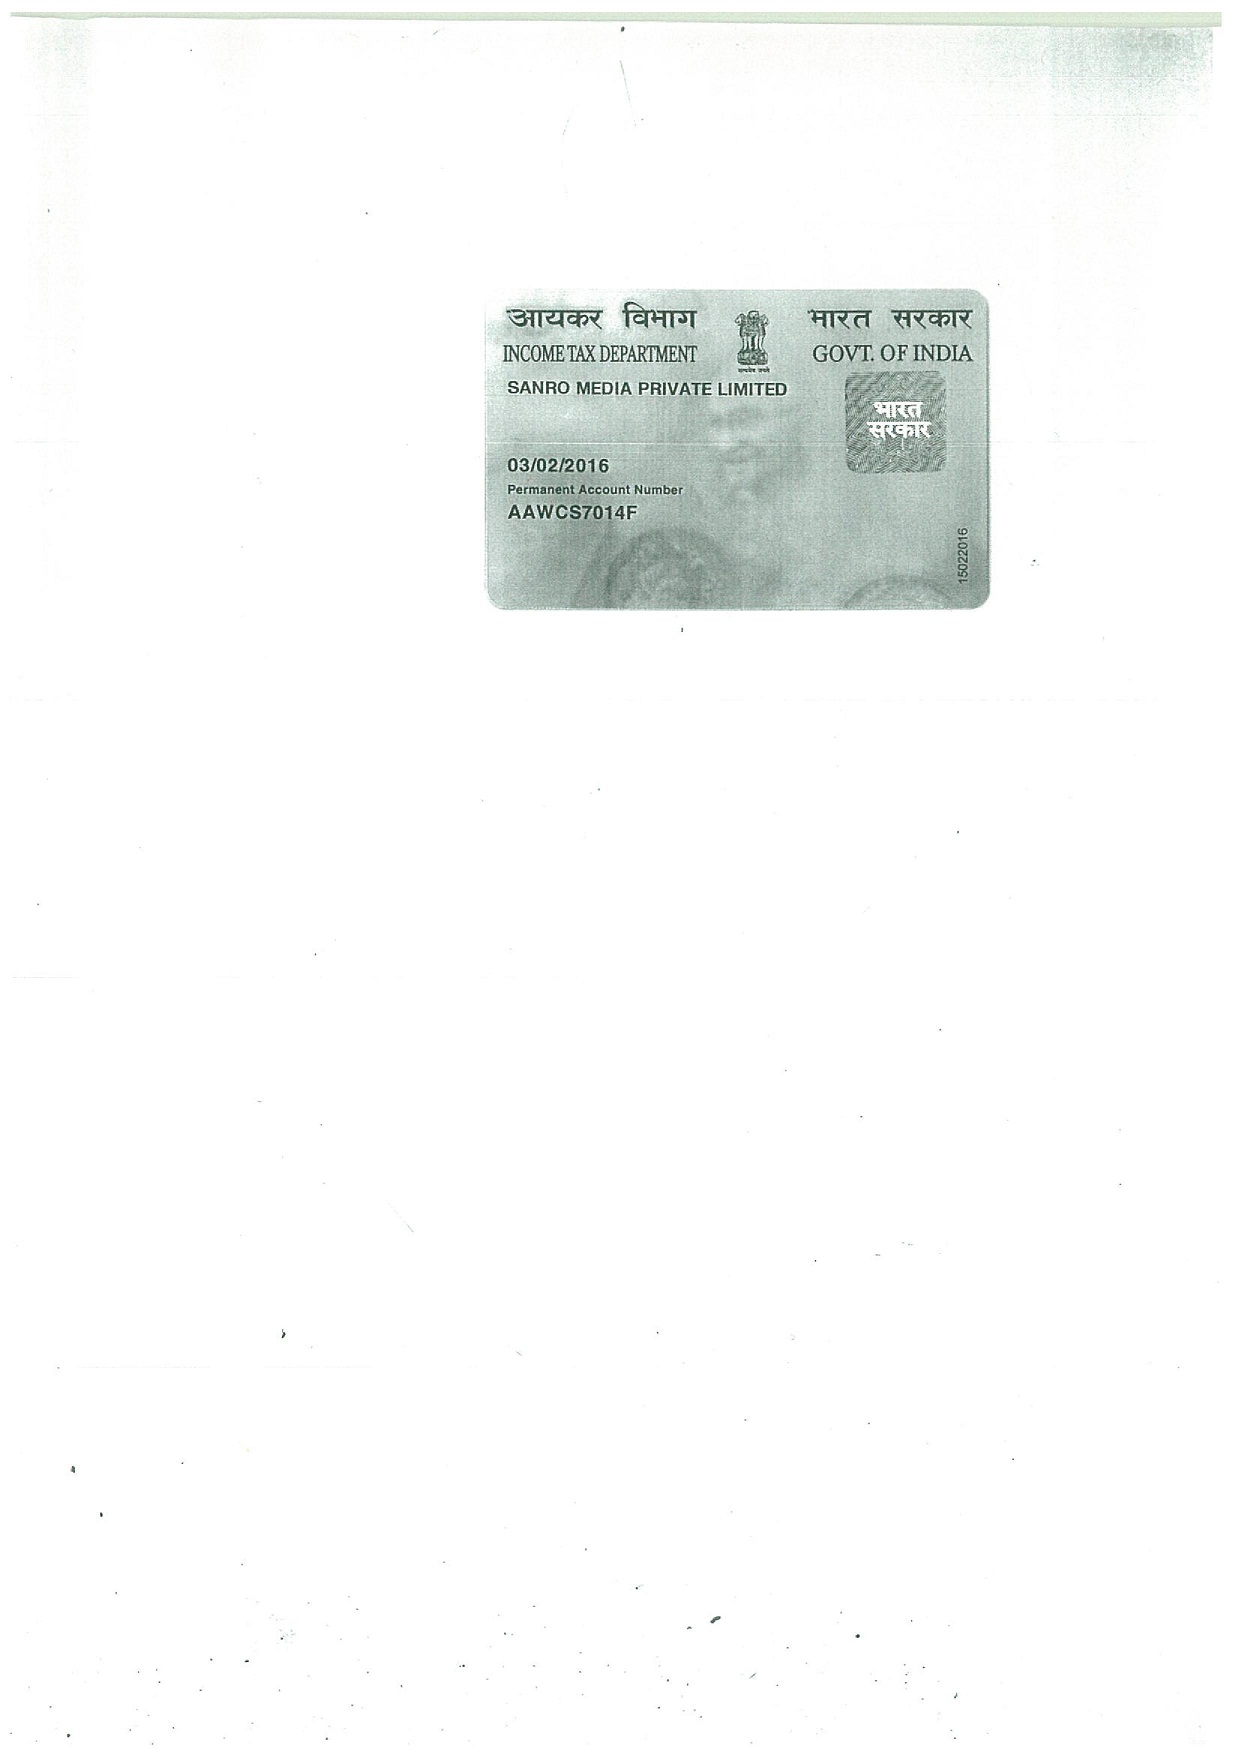 आयकर विभाग
INCOME TAX DEPARTMENT
भारत सरकार
GOVT. OF INDIA
SANRO MEDIA PRIVATE LIMITED
भारत
सरकार
03/02/2016
Permanent Account Number
AAWCS7014F
15022016